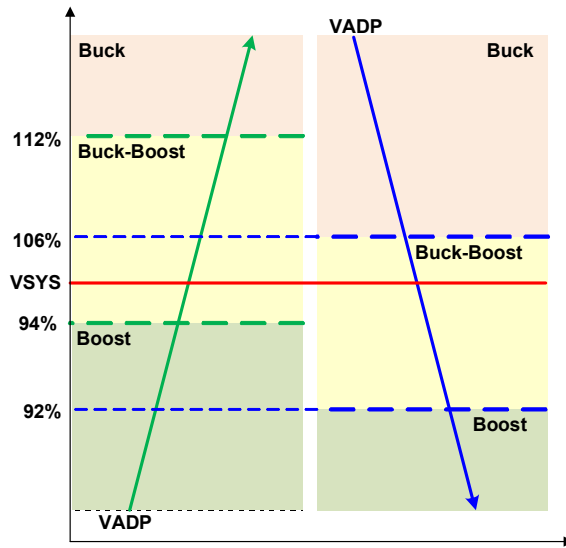 VADP
Buck
Buck
112%
Buck-Boost
106%
Buck-Boost
VSYS
94%
Boost
92%
Boost
VADP